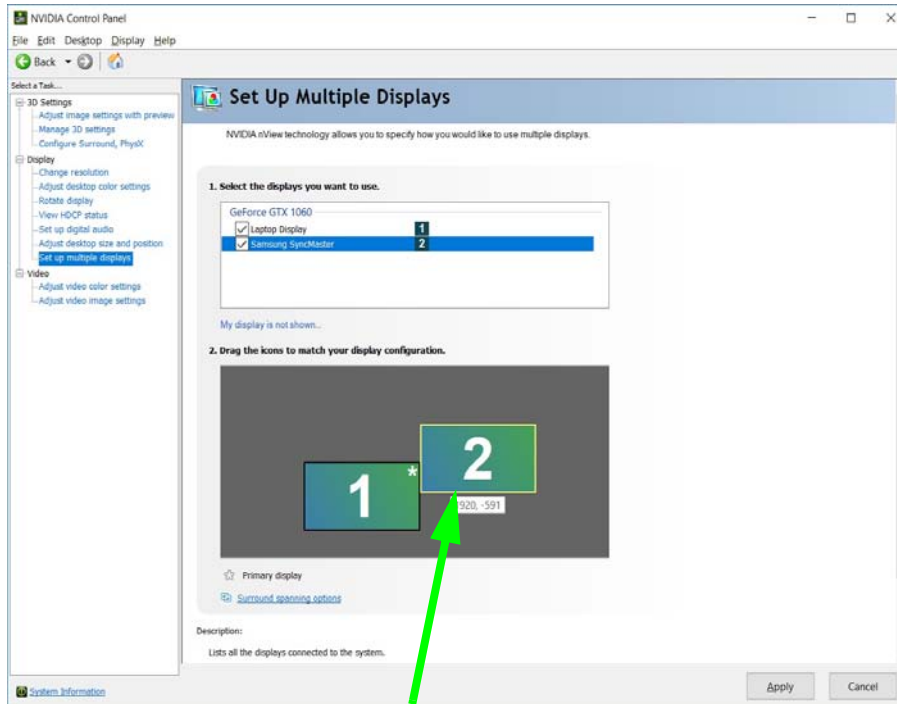 NVIDIA Control Panel
File Edit Desktop Display Help
Back
Select a Task...
3D Settings
Adjust image settings with preview
Manage 3D settings
Configure Surround, PhysX
Display
Change resolution
Adjust desktop color settings
Rotate display
View HDCP status
Set up digital audio
Adjust desktop size and position
Set up multiple displays
Video
Adjust video color settings
Adjust video image settings
System Information
Set Up Multiple Displays
NVIDIA nView technology allows you to specify how you would like to use multiple displays.
1. Select the displays you want to use.
GeForce GTX 1060
Laptop Display 1
Samsung SyncMaster 2
My display is not shown...
2. Drag the icons to match your display configuration.
2
1 *
1920, -591
Primary display
Surround spanning options
Description:
Lists all the displays connected to the system.
Apply Cancel